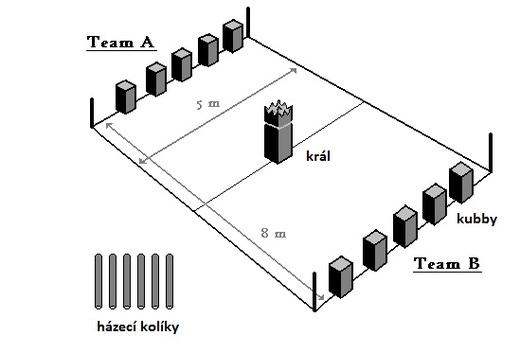 Team A
5 m
král
kubby
8 m
Team B
házecí kolíky